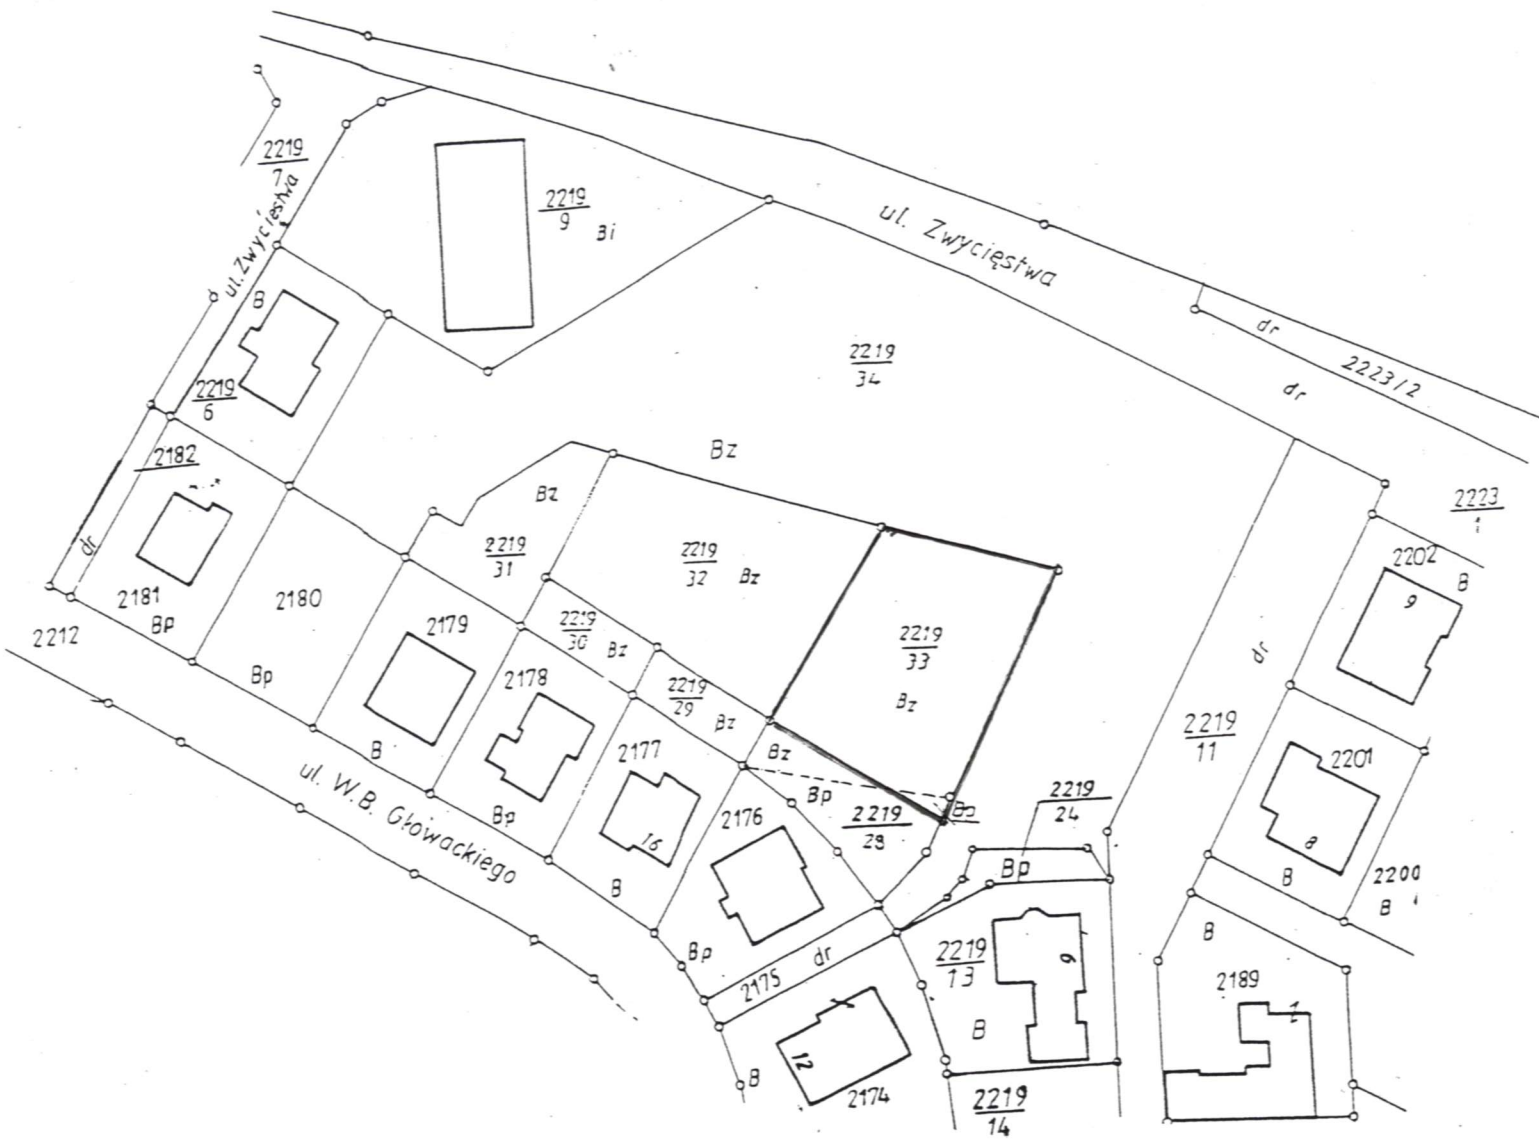 2219
7
ul. Zwycięstwa
2219
9
Bi
ul. Zwycięstwa
B
2219
6
2219
34
dr
2223/2
dr
2182
Bz
Bz
2223
1
dr
2181
Bp
2180
2219
31
2219
32
Bz
2202
B
9
2212
Bp
2179
2219
30
Bz
2219
33
Bz
dr
2178
2219
29
Bz
2219
11
2201
B
2177
Bz
ul. W.B. Głowackiego
Bp
16
Bp
2176
2219
28
2219
24
8
B
2200
B
B
Bp
Bp
dr
2175
2219
13
9
B
B
2189
12
B
2174
2219
14